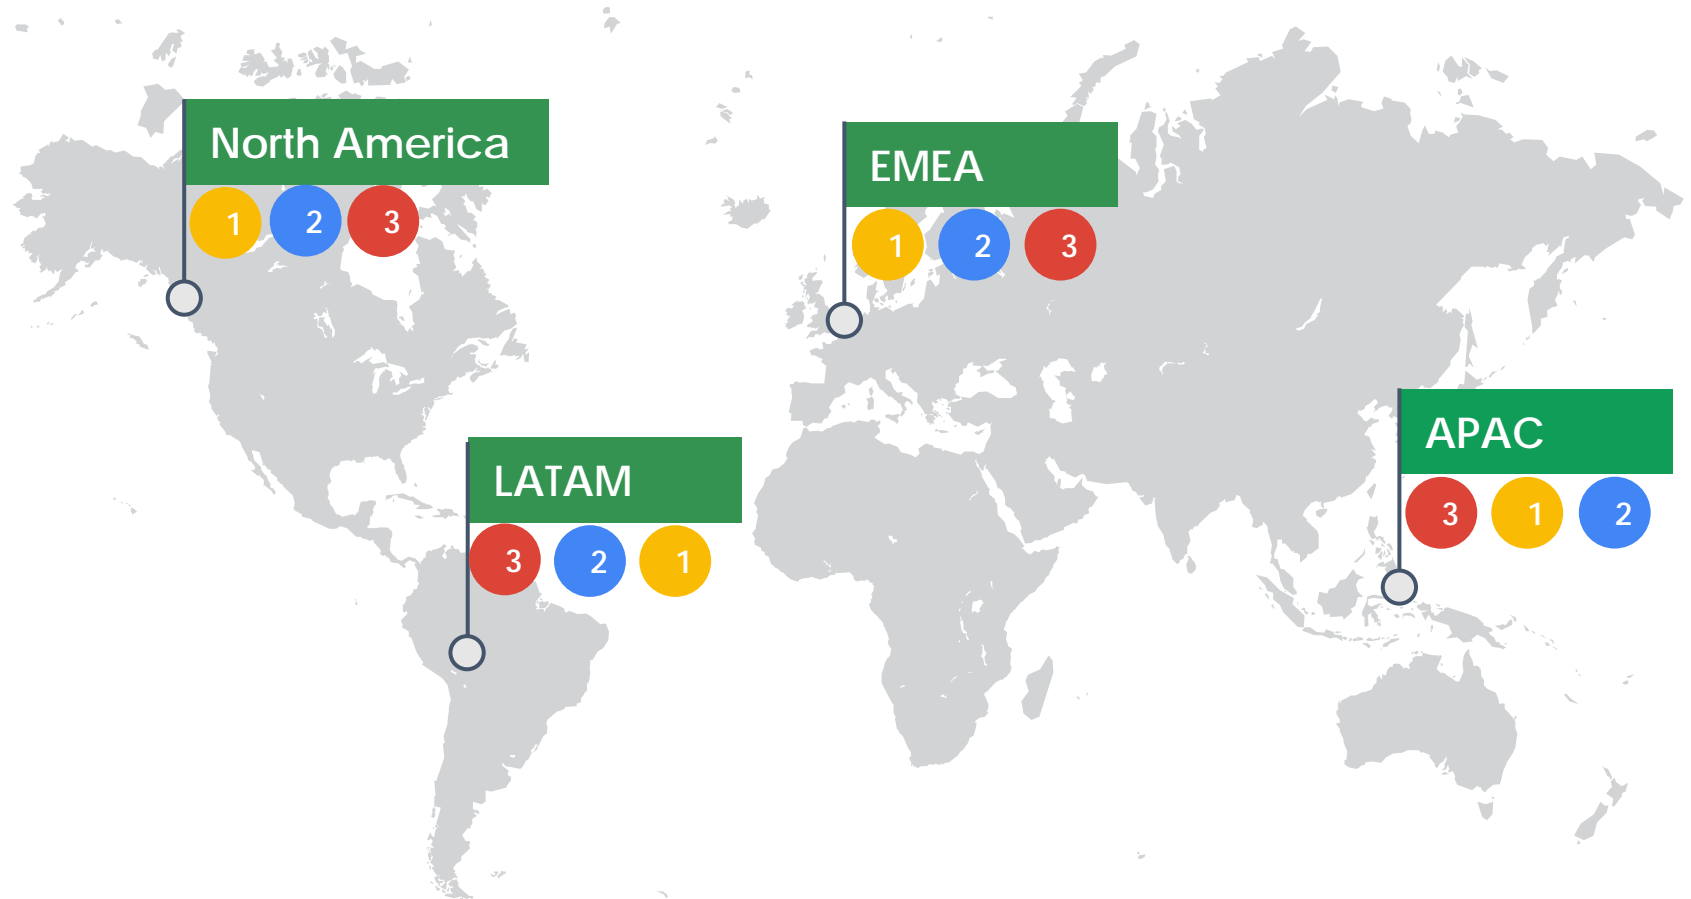 North America
1 2 3
EMEA
1 2 3
APAC
3 1 2
LATAM
3 2 1